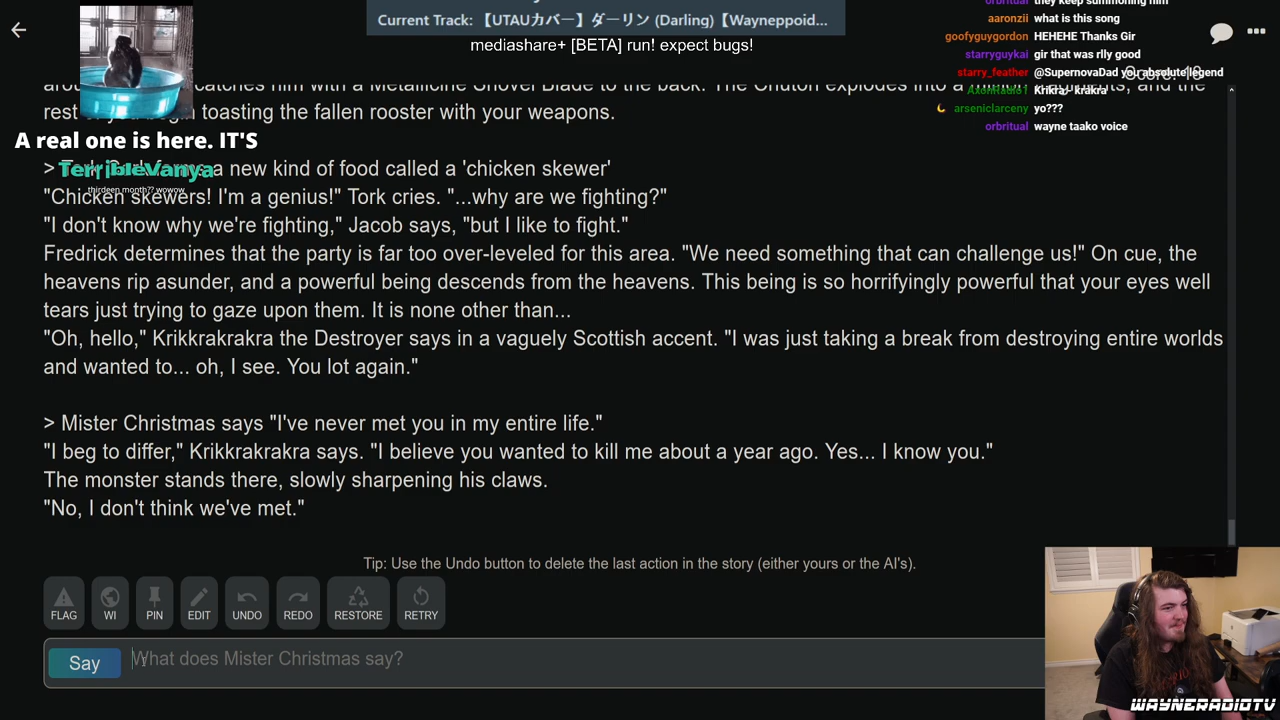 Current Track: 【UTAUカバー】ダーリン (Darling)【Wayneppoid...
mediashare+ [BETA] run! expect bugs!
orbritual they keep summoning him
aaronzii what is this song
goofyguygordon HEHEHE Thanks Gir
starryguykai gir that was rlly good
starry_feather @SupernovaDad you absolute legend
Krikra krakra
arseniclarceny yo???
orbritual wayne taako voice
catches him with a Metallicine Shovel Blade to the back. The
rest begin toasting the fallen rooster with your weapons.
A real one is here. IT'S
TerribleVanya
thirdeen month?? wowow
> a new kind of food called a 'chicken skewer'
"Chicken skewers! I'm a genius!" Tork cries. "...why are we fighting?"
"I don't know why we're fighting," Jacob says, "but I like to fight."
Fredrick determines that the party is far too over-leveled for this area. "We need something that can challenge us!" On cue, the
heavens rip asunder, and a powerful being descends from the heavens. This being is so horrifyingly powerful that your eyes well
tears just trying to gaze upon them. It is none other than...
"Oh, hello," Krikkrakrakra the Destroyer says in a vaguely Scottish accent. "I was just taking a break from destroying entire worlds
and wanted to... oh, I see. You lot again."
> Mister Christmas says "I've never met you in my entire life."
"I beg to differ," Krikkrakrakra says. "I believe you wanted to kill me about a year ago. Yes... I know you."
The monster stands there, slowly sharpening his claws.
"No, I don't think we've met."
Tip: Use the Undo button to delete the last action in the story (either yours or the AI's).
FLAG WI PIN EDIT UNDO REDO RESTORE RETRY
Say What does Mister Christmas say?
WAYNERADIOTV